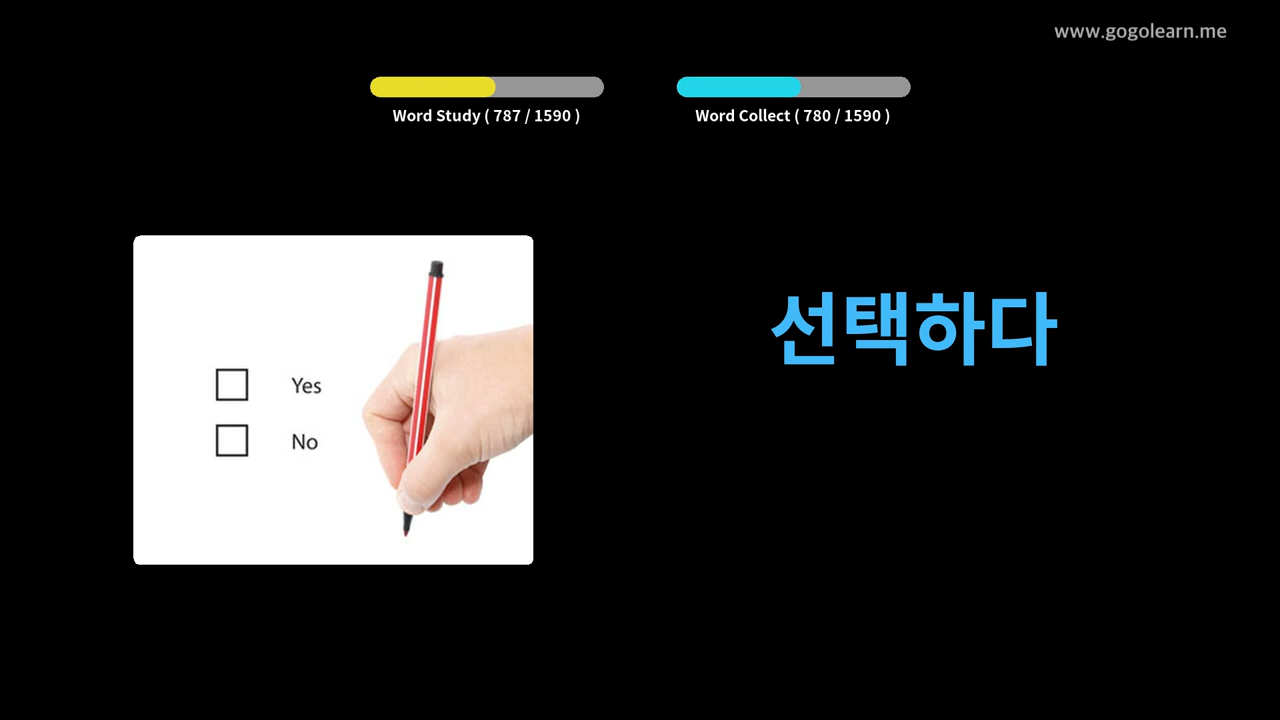 www.gogolearn.me
Word Study ( 787 / 1590 )
Word Collect ( 780 / 1590 )
선택하다
Yes
No